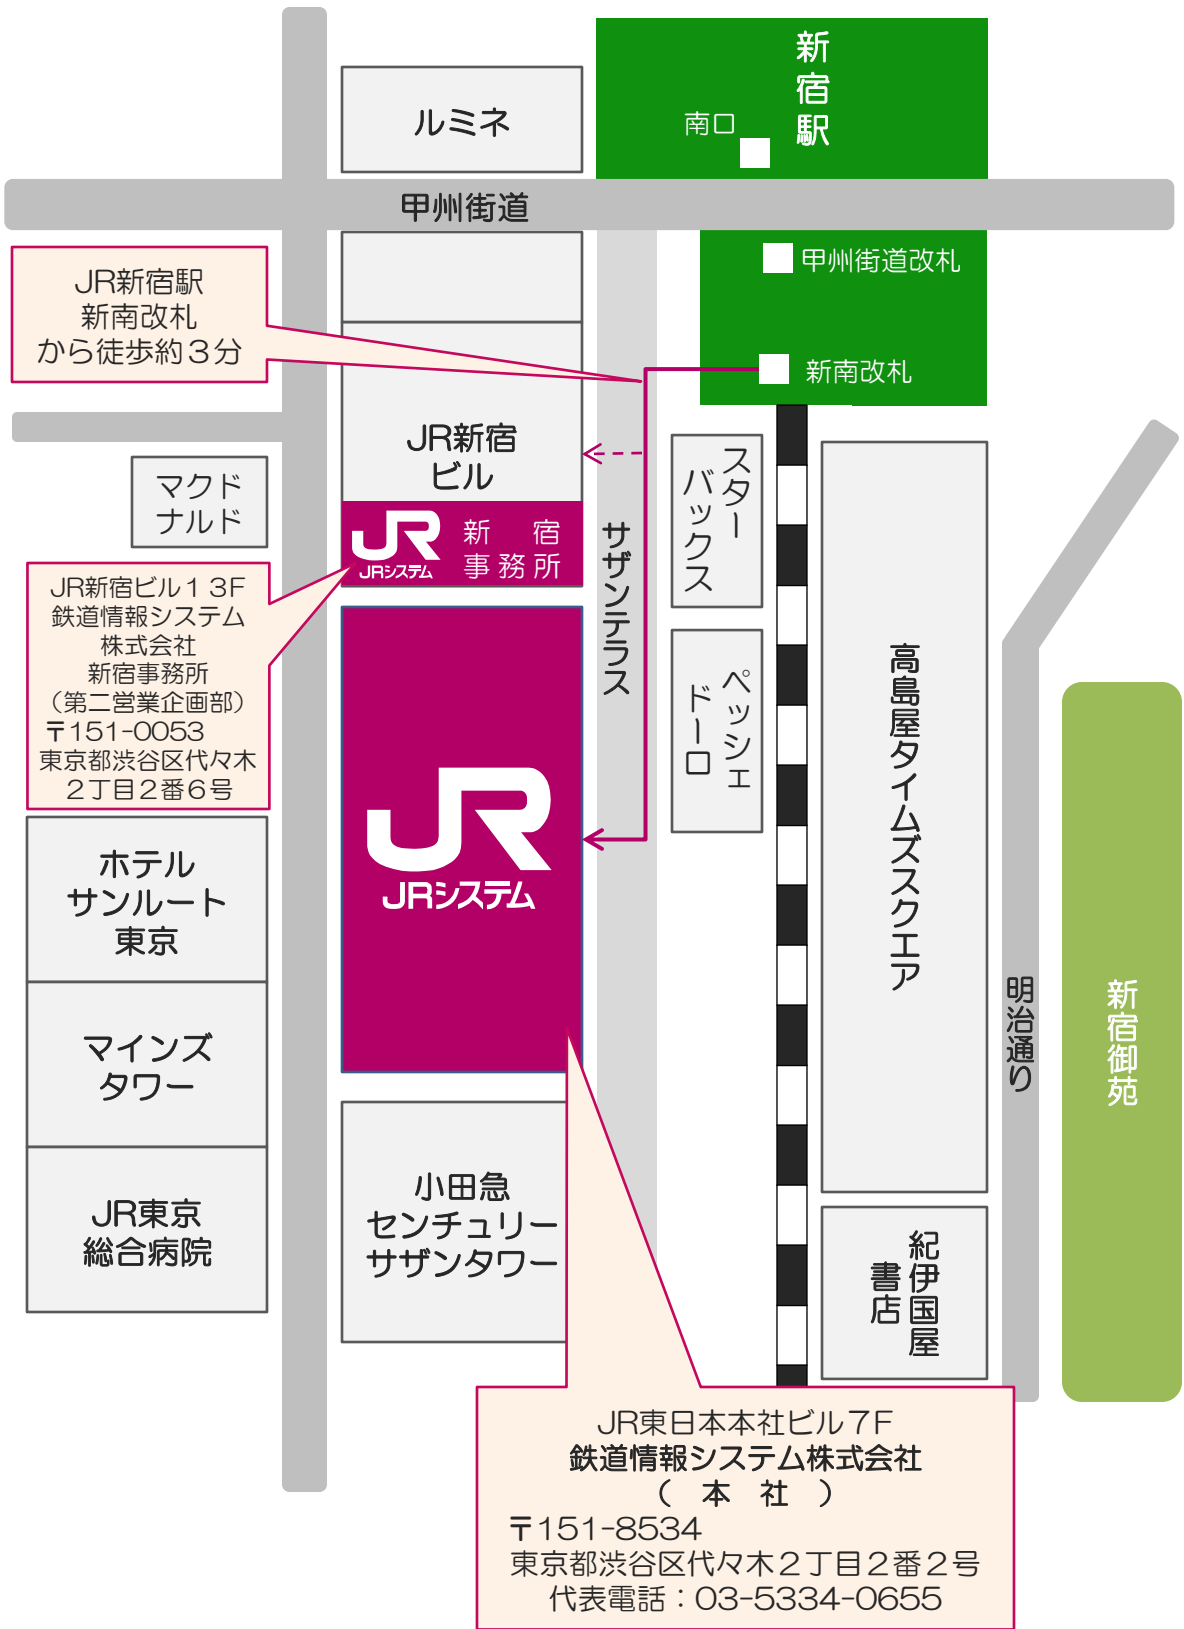 新宿駅
南口
ルミネ
甲州街道
甲州街道改札
新南改札
JR新宿駅
新南改札
から徒歩約３分
JR新宿
ビル
マクド
ナルド
JR
JRシステム
新　宿
事務所
スター
バックス
サザンテラス
JR新宿ビル１３F
鉄道情報システム
株式会社
新宿事務所
（第二営業企画部）
〒151-0053
東京都渋谷区代々木
２丁目２番６号
ペッシェ
ドーロ
高島屋タイムズスクエア
JR
JRシステム
ホテル
サンルート
東京
マインズ
タワー
JR東京
総合病院
明治通り
新宿御苑
小田急
センチュリー
サザンタワー
紀伊国屋
書店
JR東日本本社ビル７F
鉄道情報システム株式会社
（　本　社　）
〒151-8534
東京都渋谷区代々木２丁目２番２号
代表電話：03-5334-0655